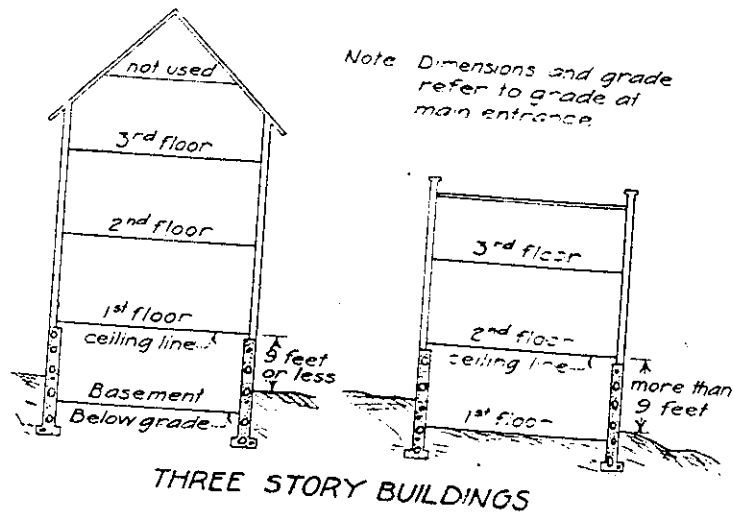 not used
3rd floor
2nd floor
1st floor
ceiling line
9 feet
or less
Basement
Below grade
Note Dimensions and grade
refer to grade at
main entrance
3rd floor
2nd floor
ceiling line
more than
9 feet
1st floor
THREE STORY BUILDINGS